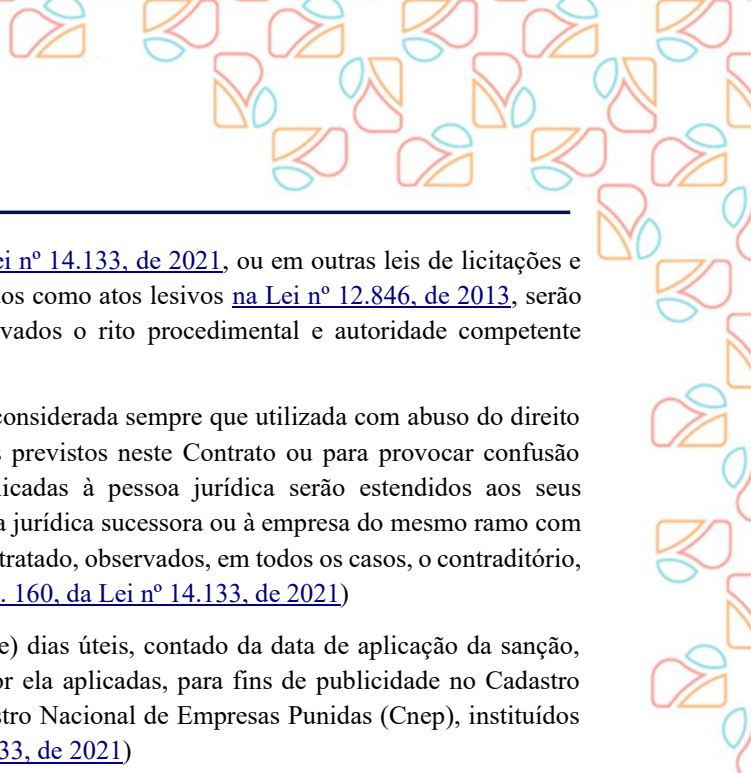 ei nº 14.133, de 2021, ou em outras leis de licitações e
dos como atos lesivos na Lei nº 12.846, de 2013, serão
vados o rito procedimental e autoridade competente
considerada sempre que utilizada com abuso do direito
s previstos neste Contrato ou para provocar confusão
licadas à pessoa jurídica serão estendidos aos seus
a jurídica sucessora ou à empresa do mesmo ramo com
tratado, observados, em todos os casos, o contraditório,
. 160, da Lei nº 14.133, de 2021)
e) dias úteis, contado da data de aplicação da sanção,
or ela aplicadas, para fins de publicidade no Cadastro
stro Nacional de Empresas Punidas (Cnep), instituídos
33, de 2021)